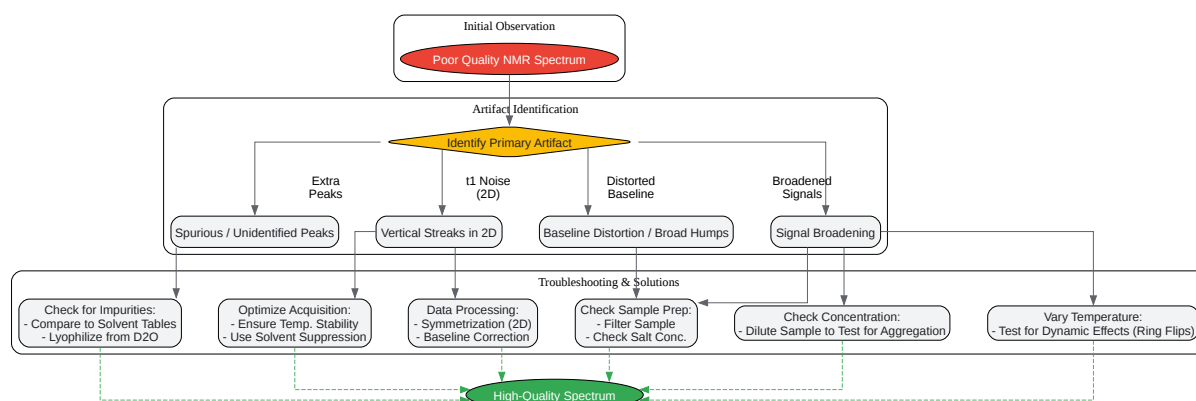 Initial Observation
Poor Quality NMR Spectrum
Artifact Identification
Identify Primary Artifact
Extra
Peaks
t1 Noise
(2D)
Distorted
Baseline
Broadened
Signals
Spurious / Unidentified Peaks
Vertical Streaks in 2D
Baseline Distortion / Broad Humps
Signal Broadening
Troubleshooting & Solutions
Check for Impurities:
- Compare to Solvent Tables
- Lyophilize from D2O
Optimize Acquisition:
- Ensure Temp. Stability
- Use Solvent Suppression
Data Processing:
- Symmetrization (2D)
- Baseline Correction
Check Sample Prep:
- Filter Sample
- Check Salt Conc.
Check Concentration:
- Dilute Sample to Test for Aggregation
Vary Temperature:
- Test for Dynamic Effects (Ring Flips)
High-Quality Spectrum